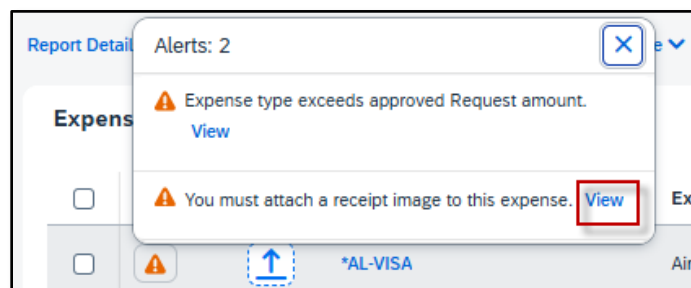 Report Detail
Alerts: 2
Expense type exceeds approved Request amount.
View
Expens
You must attach a receipt image to this expense. View
Ex
*AL-VISA
Air